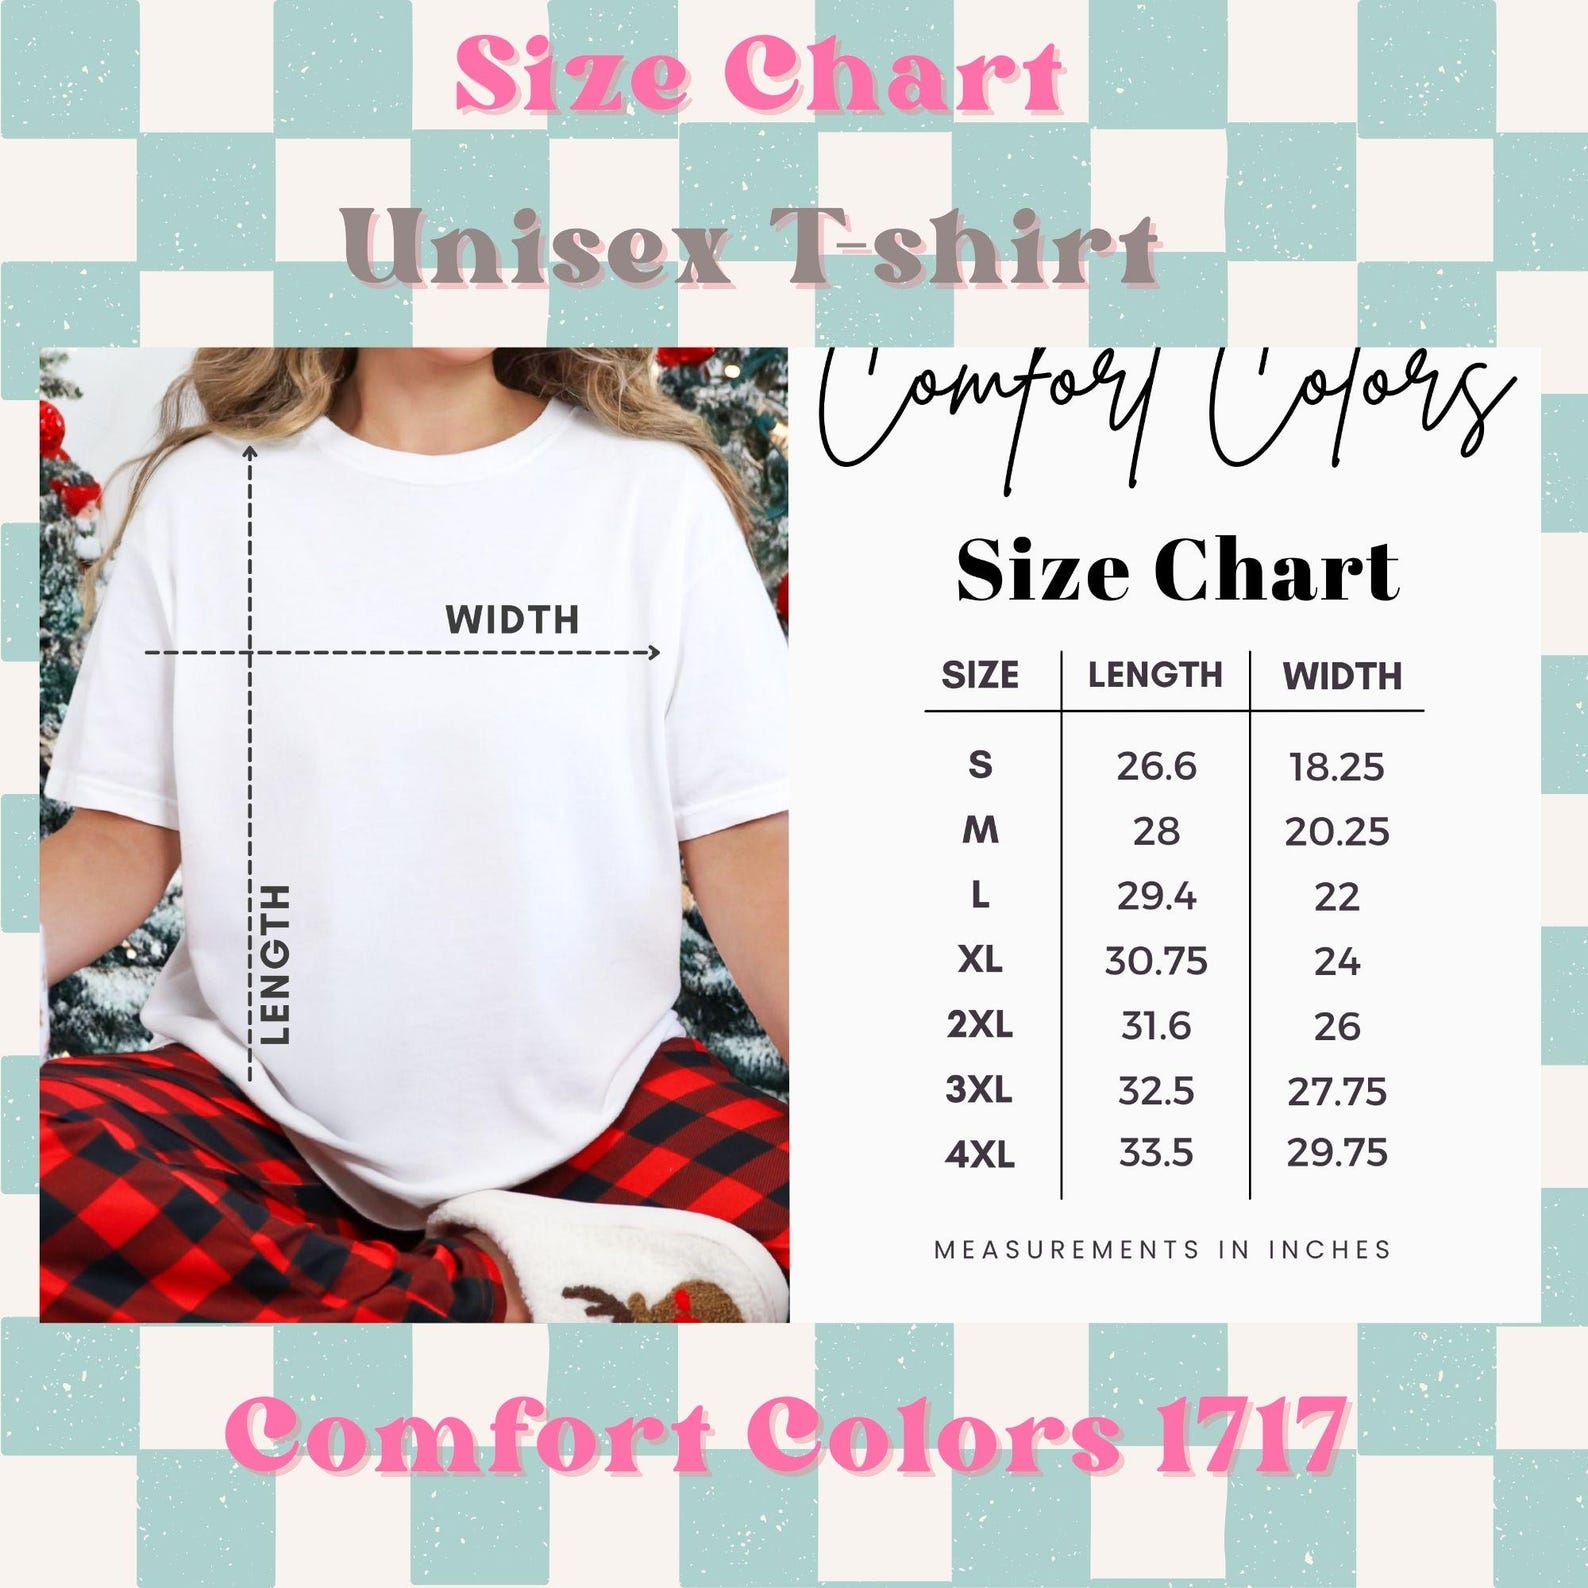 Size Chart
Unisex T-shirt
WIDTH
LENGTH
Comfort Colors
Size Chart
SIZE LENGTH WIDTH
S 26.6 18.25
M 28 20.25
L 29.4 22
XL 30.75 24
2XL 31.6 26
3XL 32.5 27.75
4XL 33.5 29.75
MEASUREMENTS IN INCHES
Comfort Colors 1717